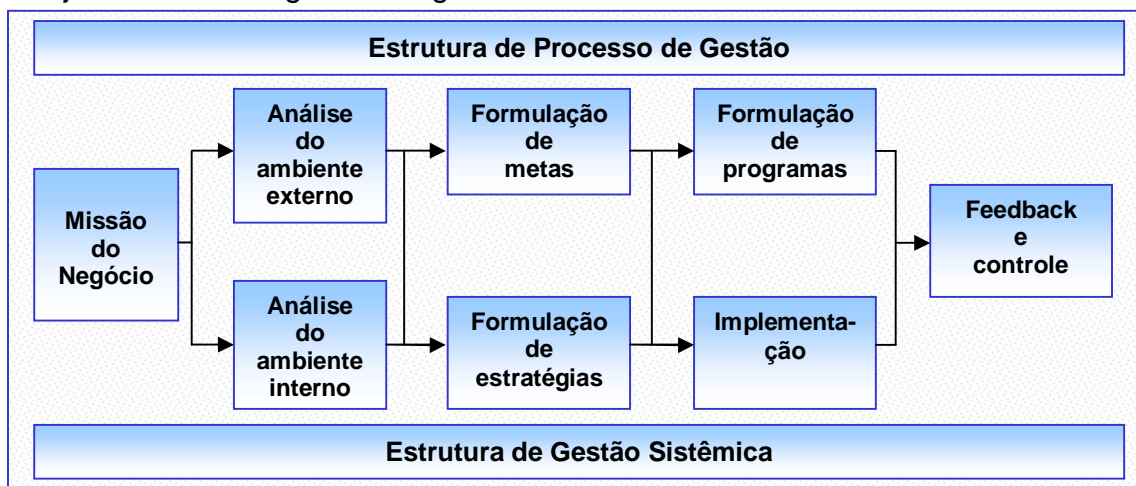 Estrutura de Processo de Gestão
Análise
do
ambiente
externo
Formulação
de
metas
Formulação
de
programas
Missão
do
Negócio
Feedback
e
controle
Análise
do
ambiente
interno
Formulação
de
estratégias
Implementa-
ção
Estrutura de Gestão Sistêmica